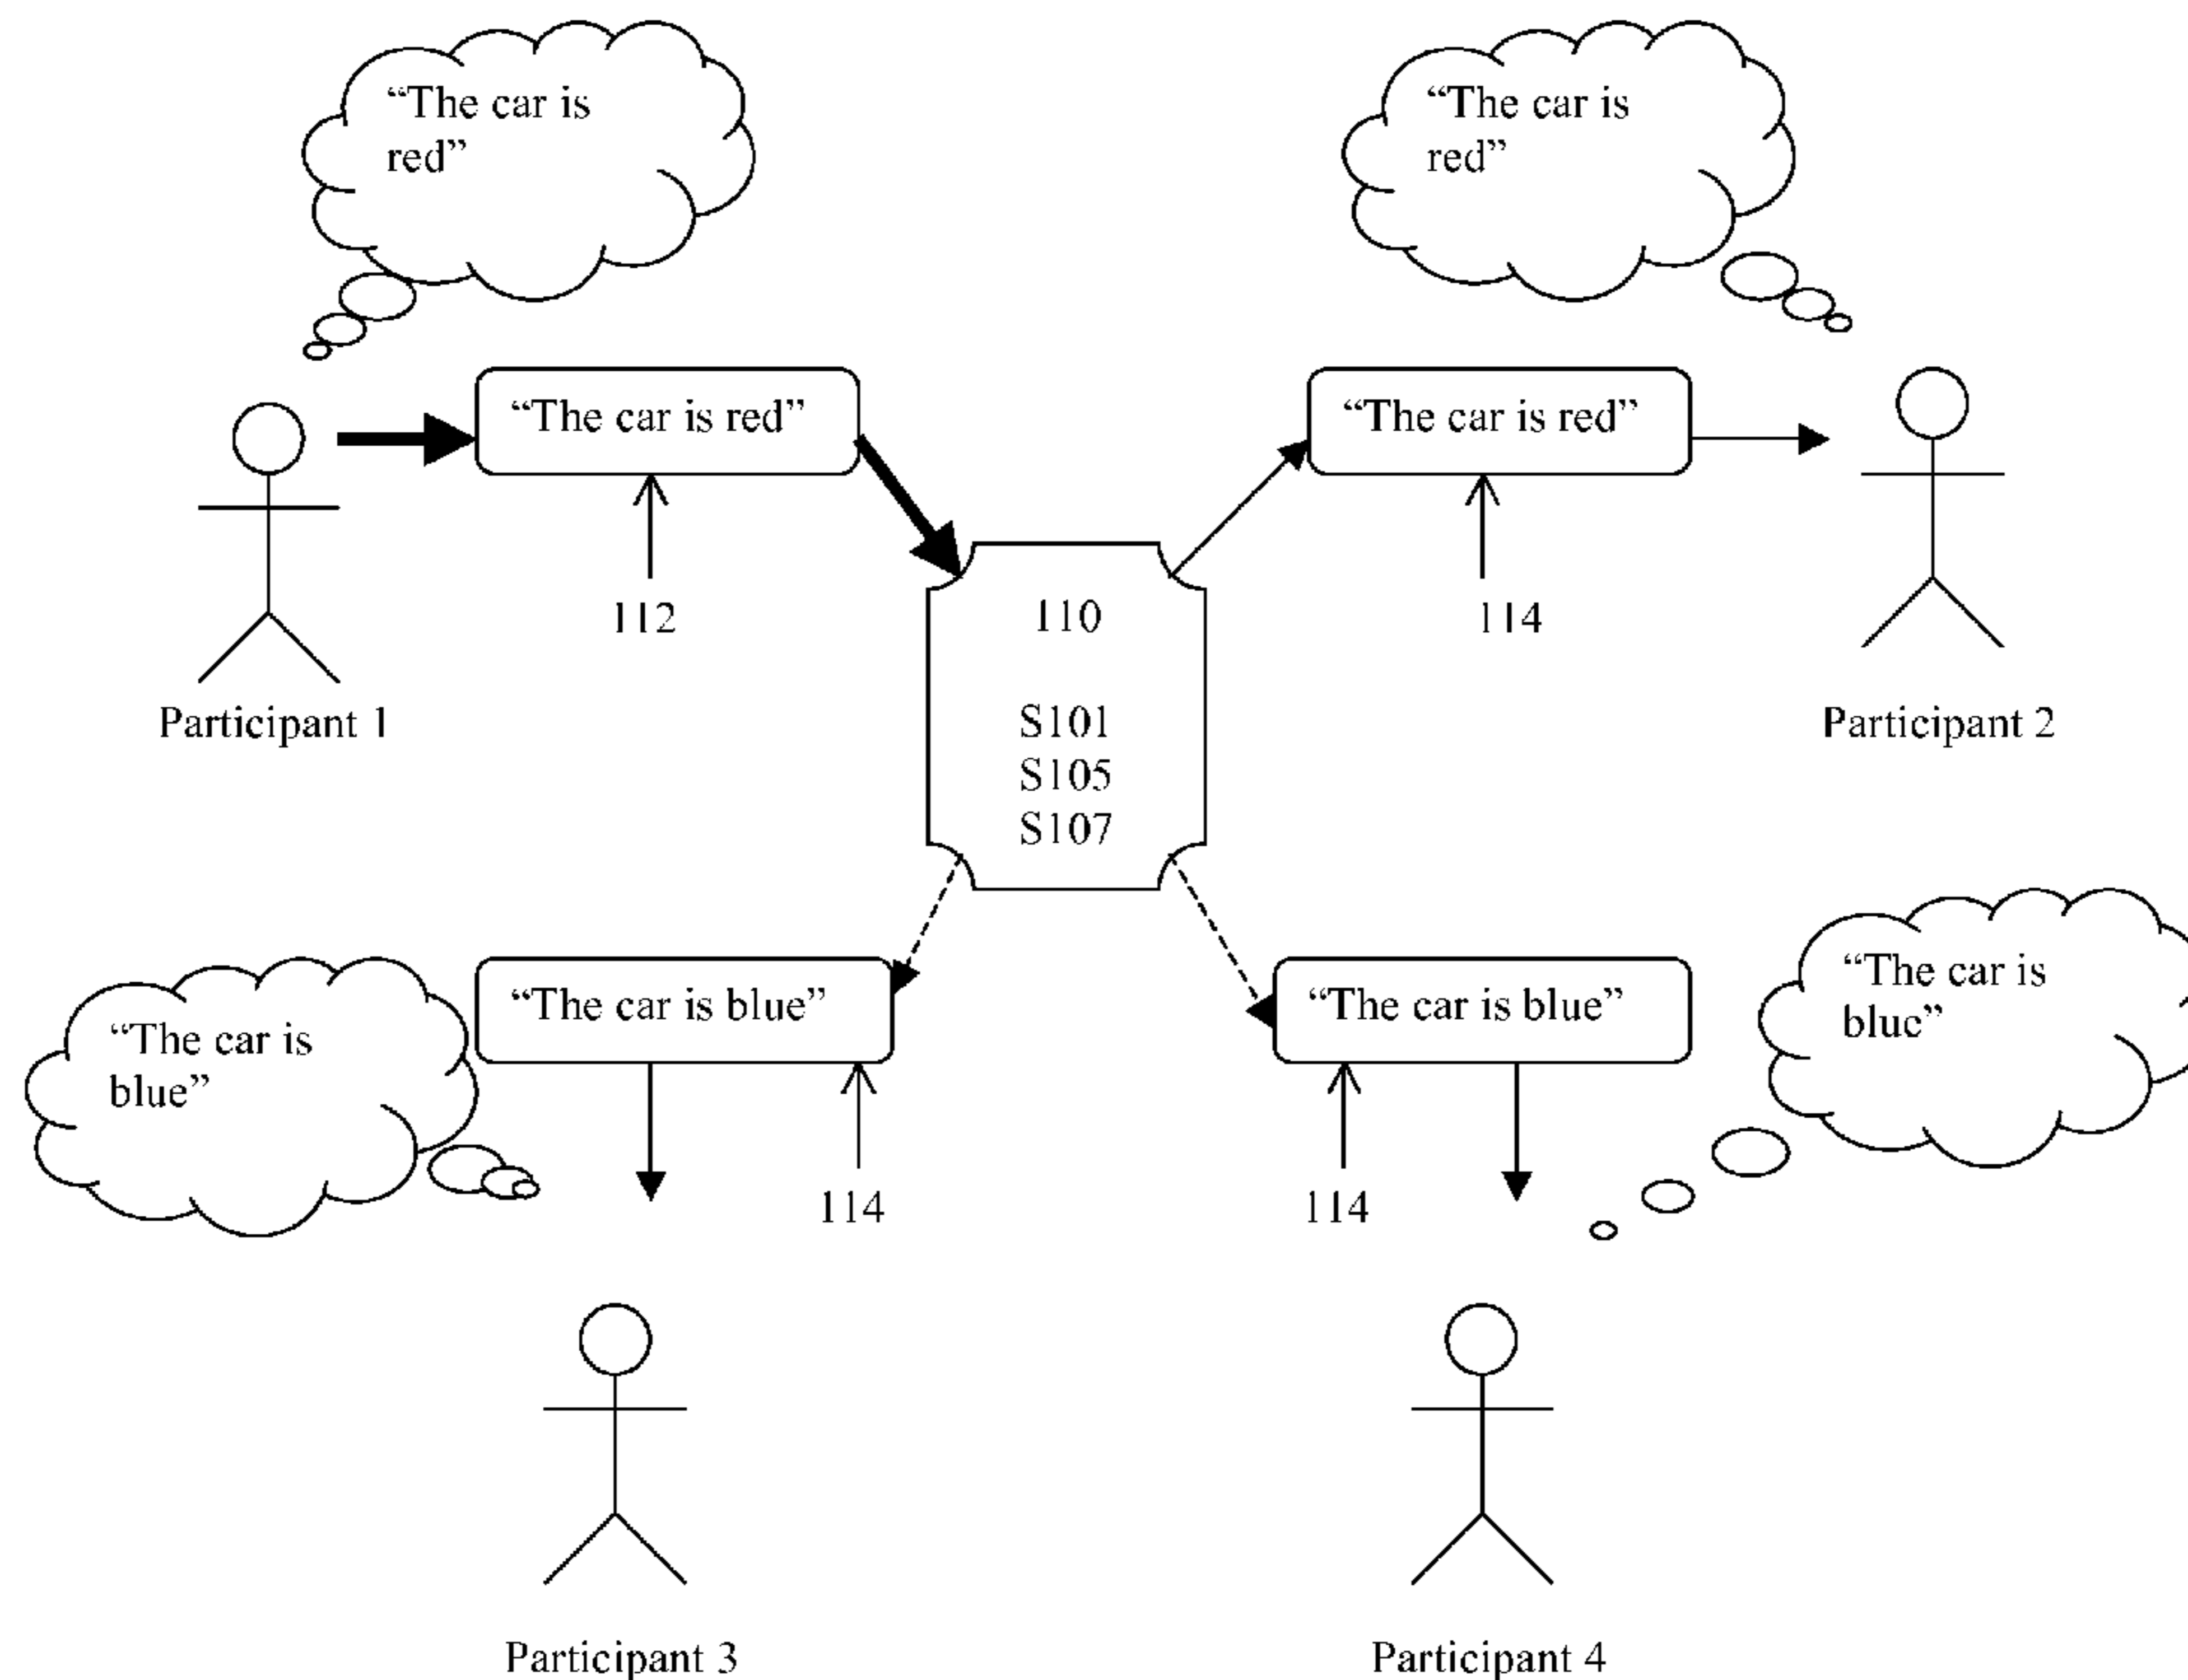 “The car is
red”
“The car is
red”
“The car is red”
“The car is red”
112
110
114
S101
S105
S107
Participant 1
Participant 2
“The car is
blue”
“The car is blue”
“The car is blue”
“The car is
blue”
114
114
Participant 3
Participant 4